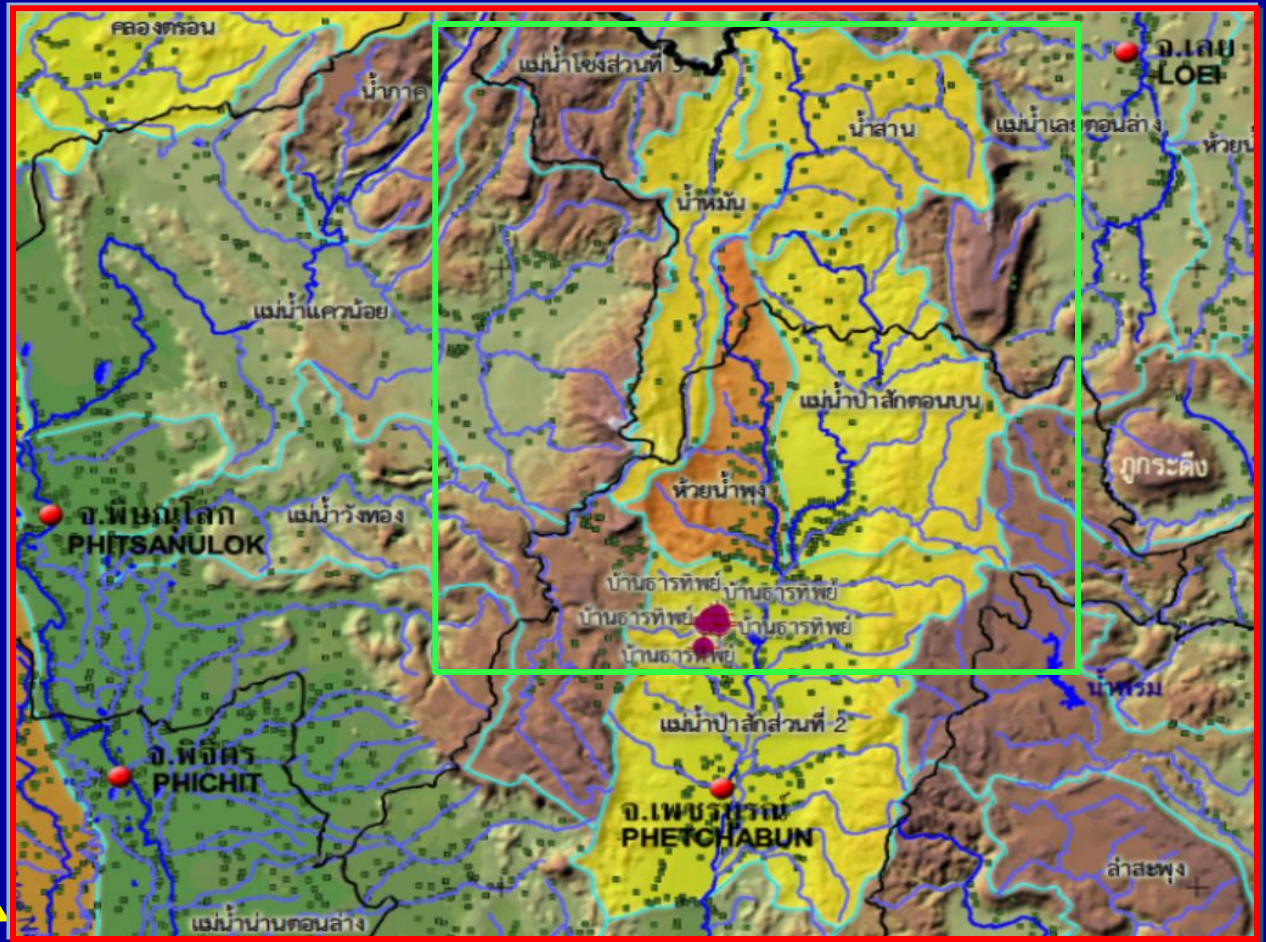 คลองตรอน
แม่น้ำโขงส่วนที่
จ.เลย
LOEI
น้ำภาค
น้ำสาน
แม่น้ำเลยตอนล่าง
น้ำหมัน
แม่น้ำแควน้อย
แม่น้ำป่าสักตอนบน
ภูกระดึง
ห้วยน้ำพุง
จ.พิษณุโลก
PHITSANULOK
แม่น้ำวังทอง
บ้านธารทิพย์
บ้านธารทิพย์
บ้านธารทิพย์
บ้านธารทิพย์
บ้านธารทิพย์
น้ำพรม
แม่น้ำป่าสักส่วนที่ 2
จ.พิจิตร
PHICHIT
จ.เพชรบูรณ์
PHETCHABUN
ลำสะพุง
แม่น้ำน่านตอนล่าง